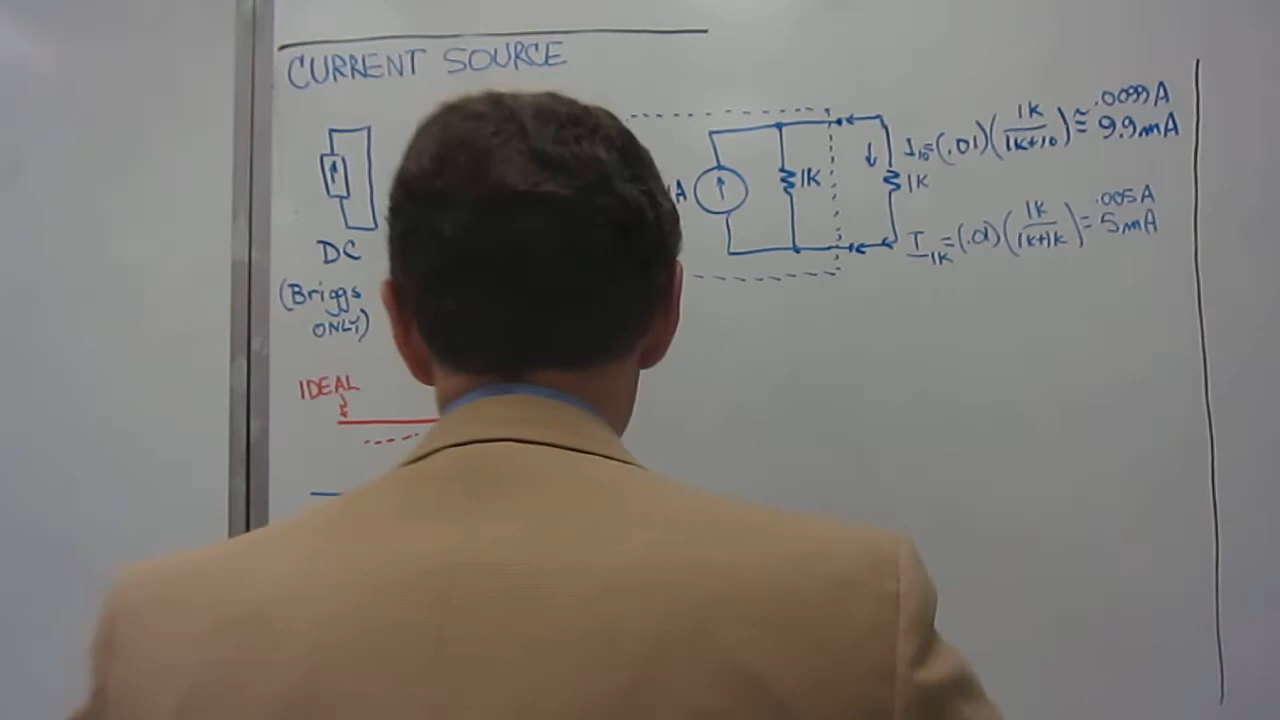 CURRENT SOURCE
DC
(Briggs
ONLY)
IDEAL
A
1K
1K
I10=(.01)(1K/1K+10)≅.0099A
9.9mA
I1K=(.01)(1K/1K+1K)=.005A
5mA